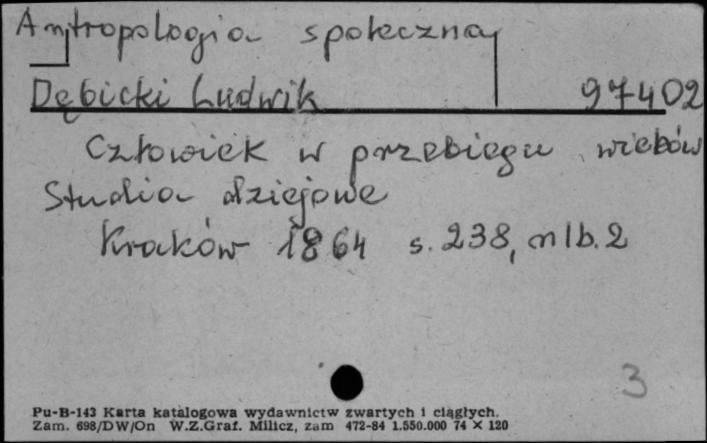 Antropologia społeczna
Dębicki Ludwik 97402
Człowiek w przebiegu wieków
Studia dziejowe
Kraków 1864 s. 238, nlb. 2
3
Pu-B-143 Karta katalogowa wydawnictw zwartych i ciągłych.
Zam. 698/DW/On W.Z.Graf. Milicz, zam 472-84 1.550.000 74 × 120